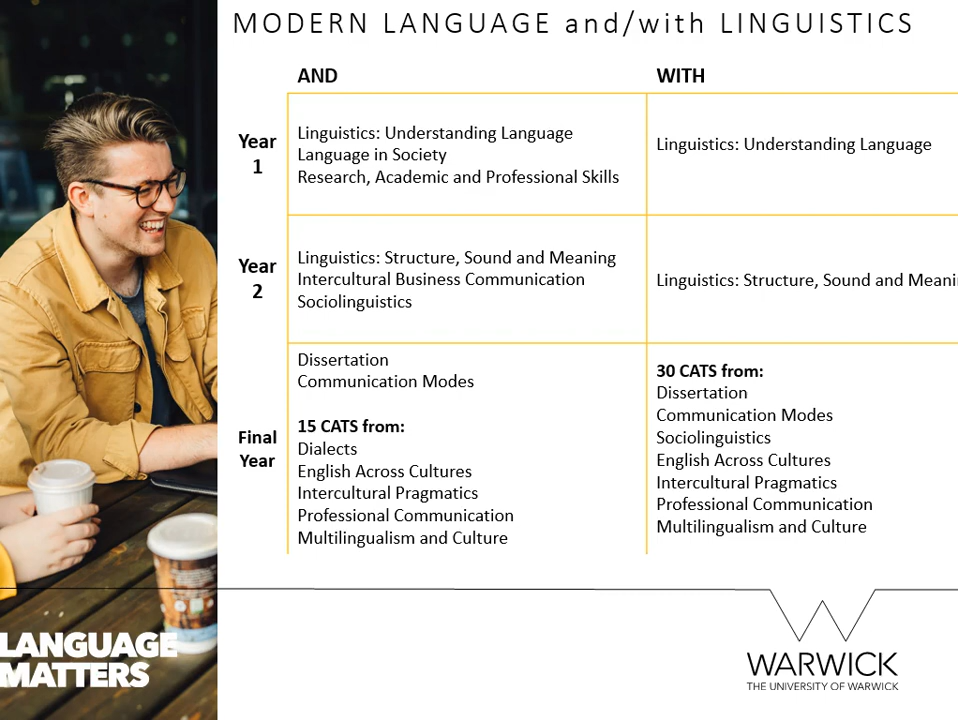 MODERN LANGUAGE and/with LINGUISTICS
AND
WITH
Year
1
Linguistics: Understanding Language
Language in Society
Research, Academic and Professional Skills
Linguistics: Understanding Language
Year
2
Linguistics: Structure, Sound and Meaning
Intercultural Business Communication
Sociolinguistics
Linguistics: Structure, Sound and Meani
Final
Year
Dissertation
Communication Modes
15 CATS from:
Dialects
English Across Cultures
Intercultural Pragmatics
Professional Communication
Multilingualism and Culture
30 CATS from:
Dissertation
Communication Modes
Sociolinguistics
English Across Cultures
Intercultural Pragmatics
Professional Communication
Multilingualism and Culture
LANGUAGE
MATTERS
WARWICK
THE UNIVERSITY OF WARWICK